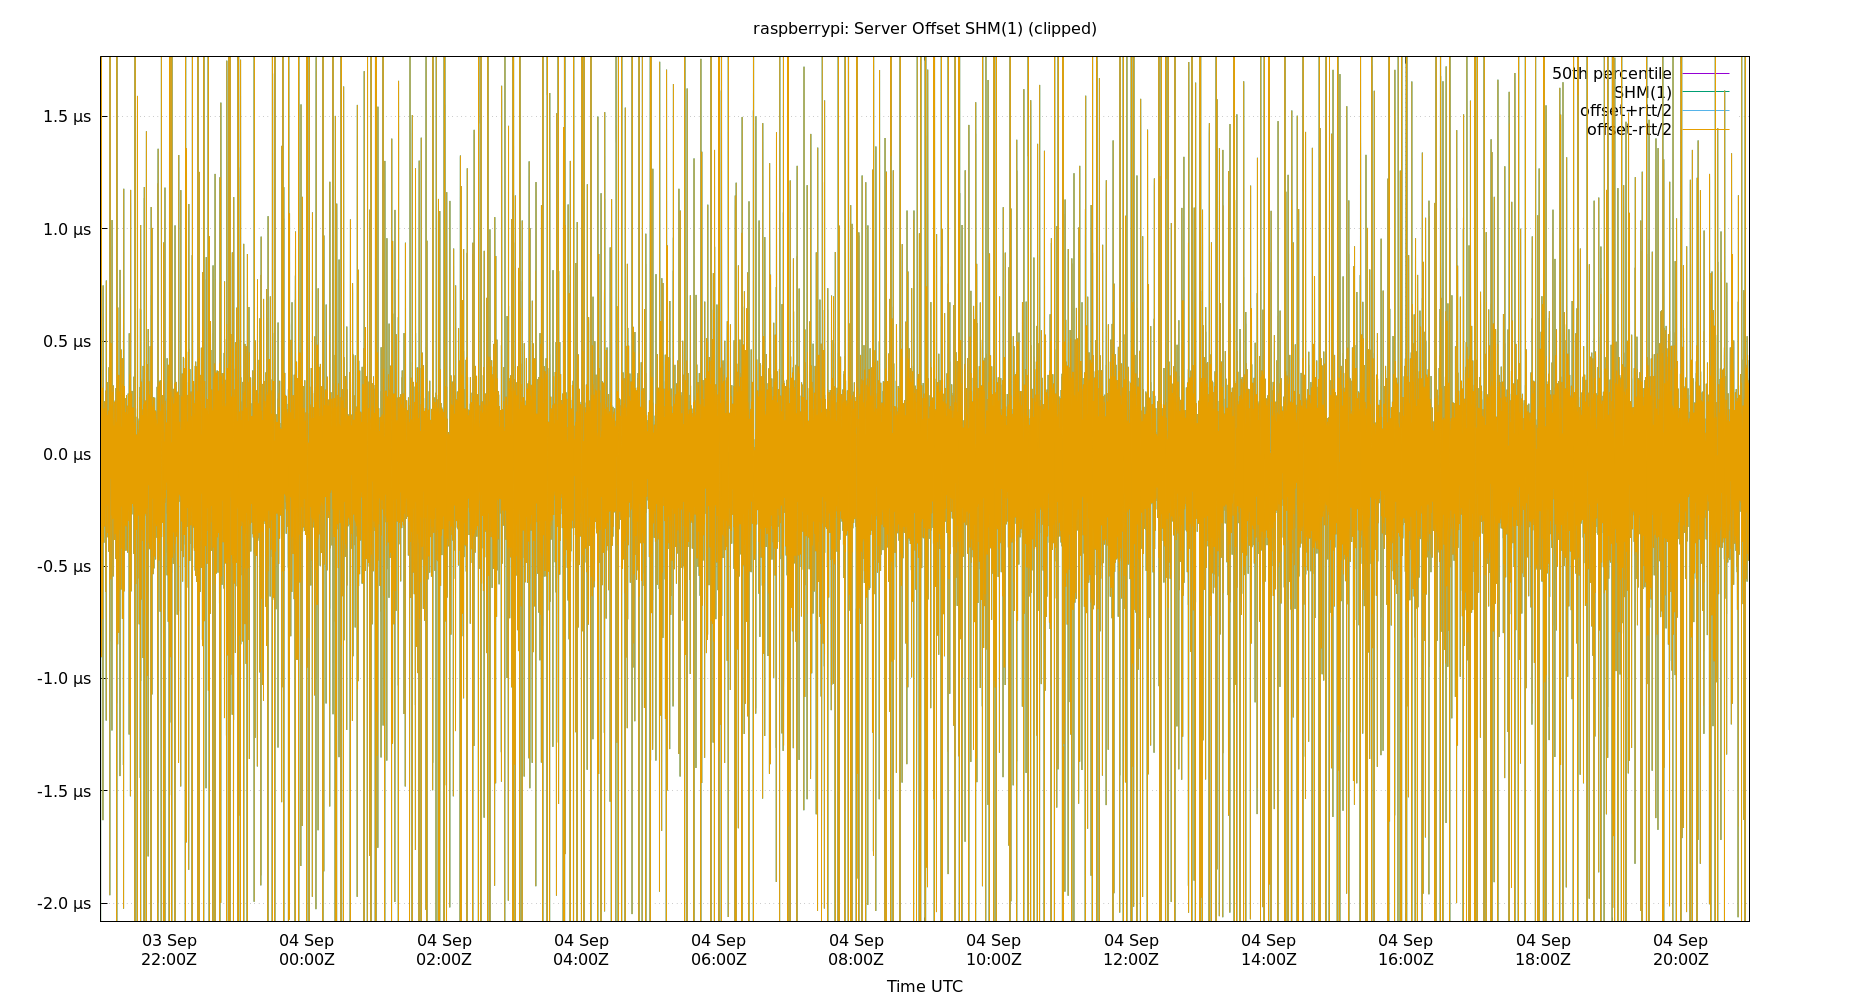 raspberrypi: Server Offset SHM(1) (clipped)
50th percentile
SHM(1)
offset+rtt/2
offset-rtt/2
1.5 µs
1.0 µs
0.5 µs
0.0 µs
-0.5 µs
-1.0 µs
-1.5 µs
-2.0 µs
03 Sep 04 Sep 04 Sep 04 Sep 04 Sep 04 Sep 04 Sep 04 Sep 04 Sep 04 Sep 04 Sep 04 Sep
22:00Z 00:00Z 02:00Z 04:00Z 06:00Z 08:00Z 10:00Z 12:00Z 14:00Z 16:00Z 18:00Z 20:00Z
Time UTC